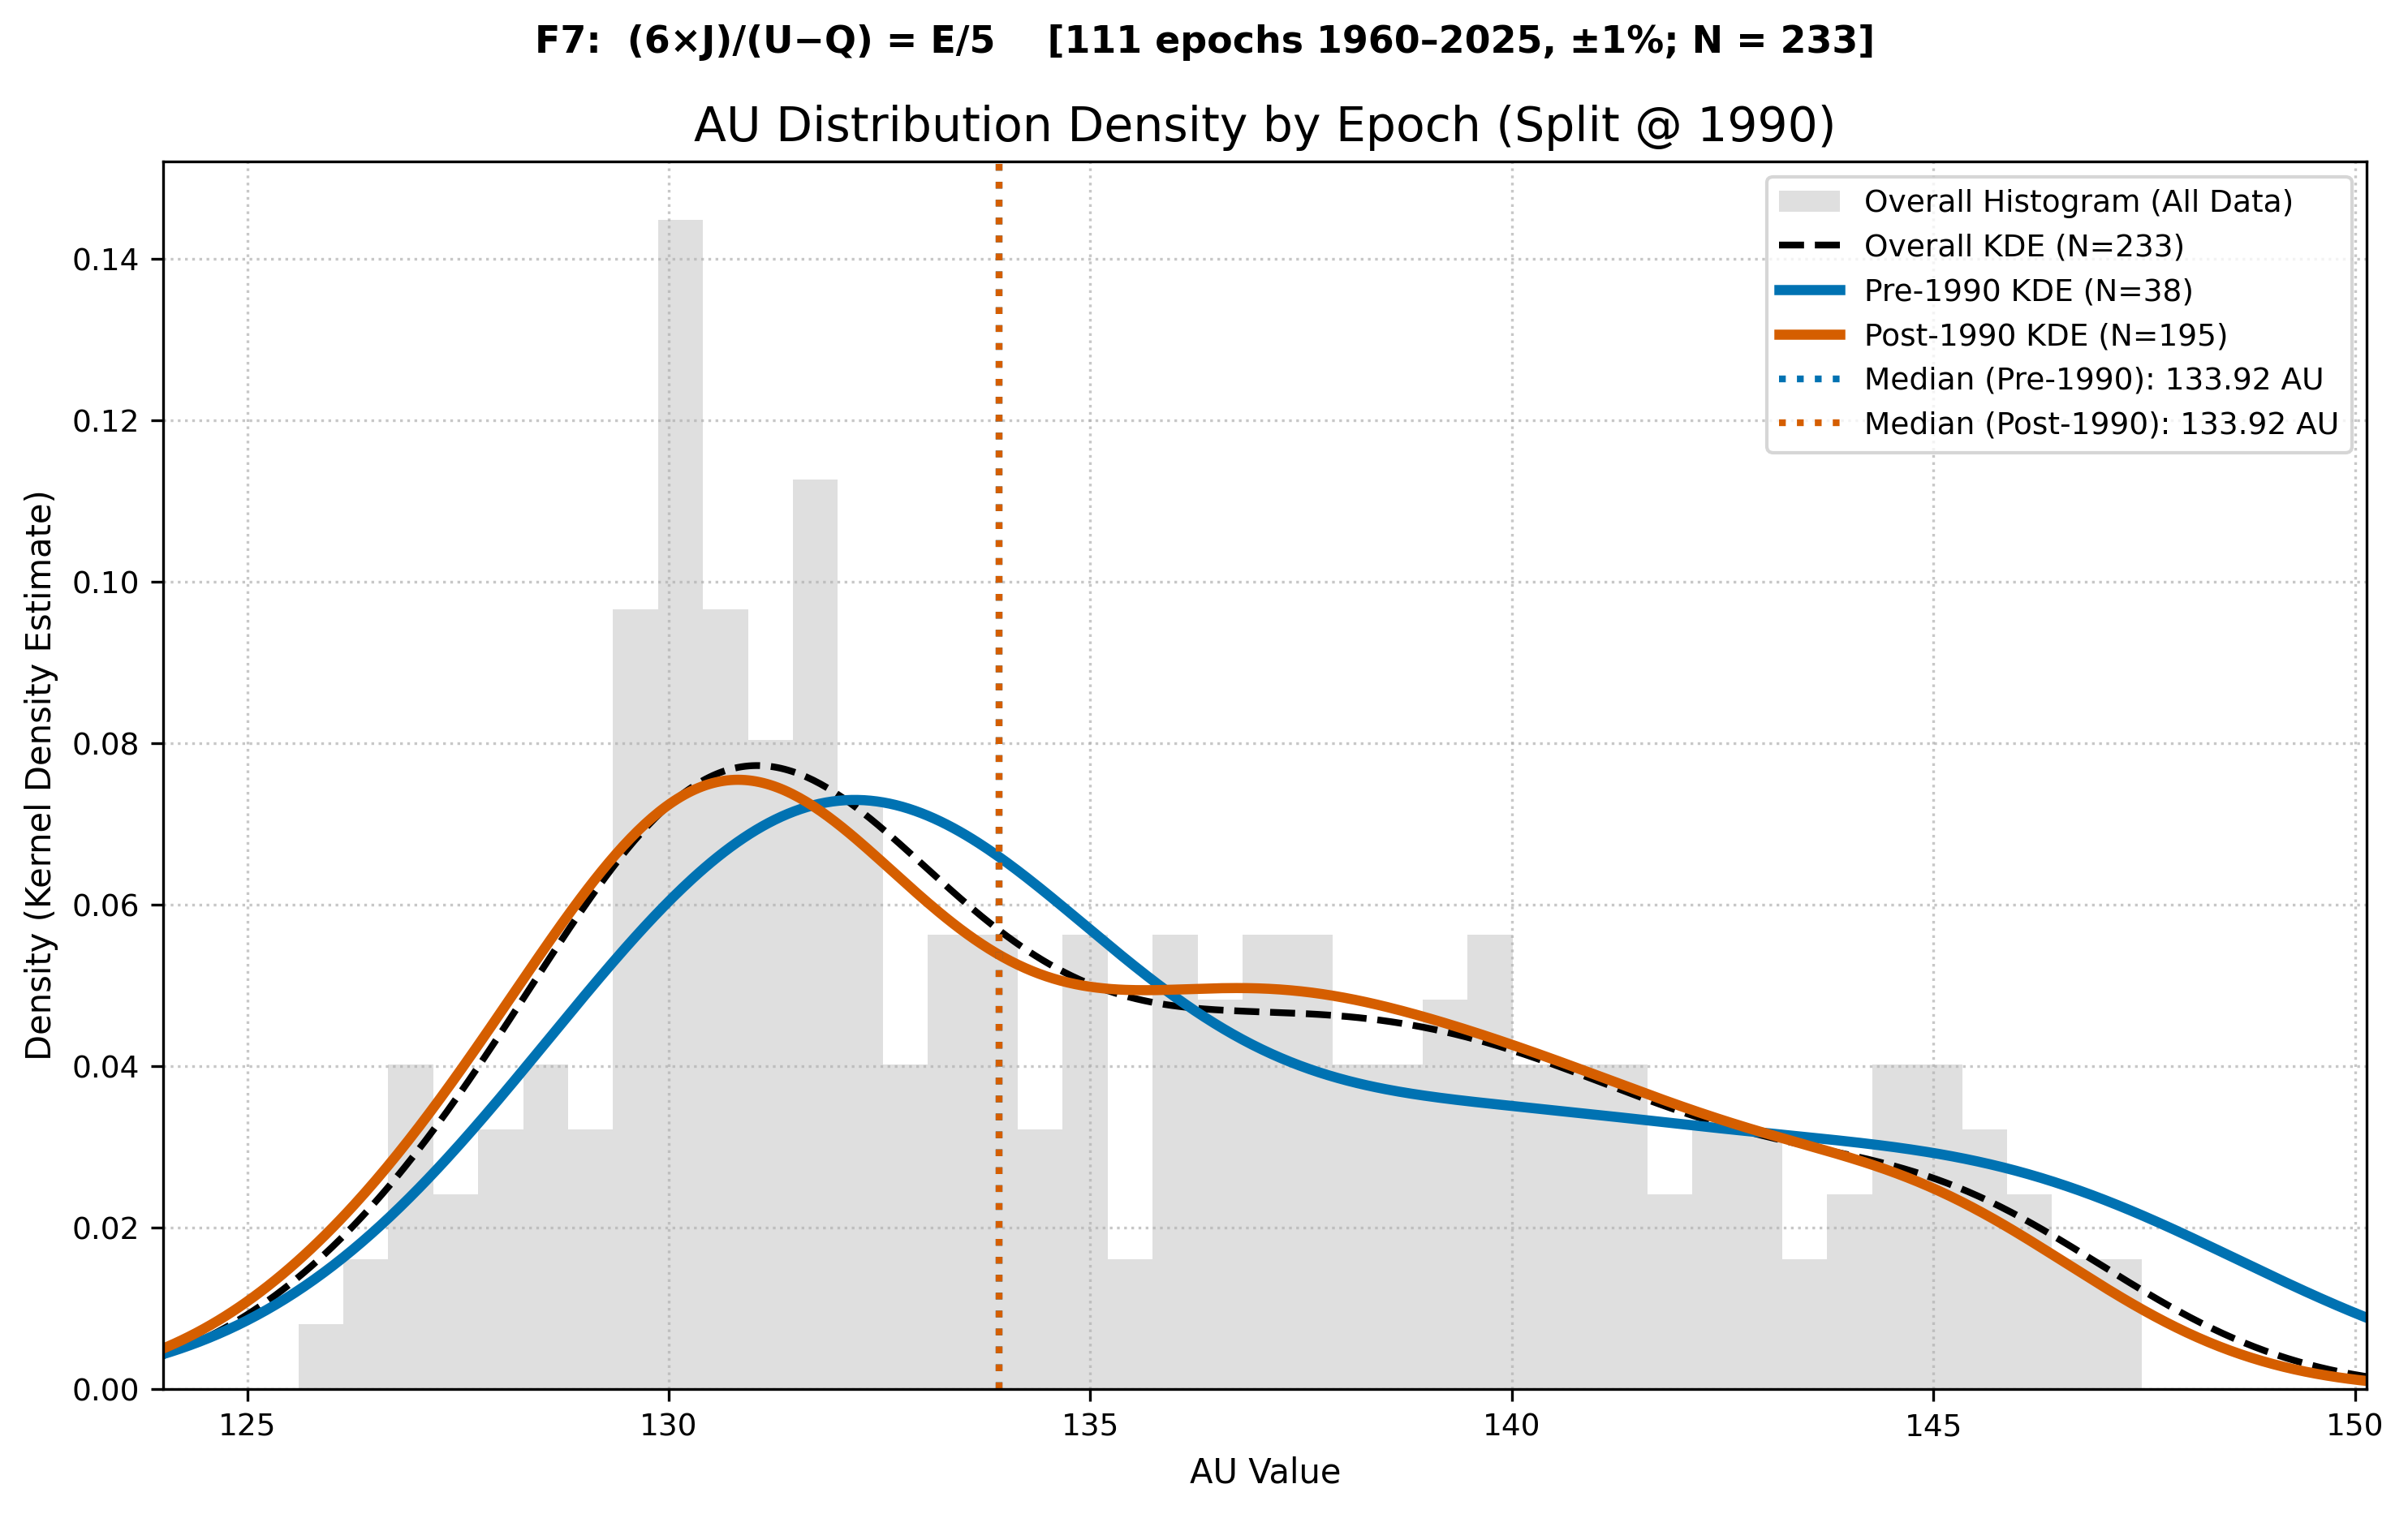 F7:  (6×J)/(U−Q) = E/5    [111 epochs 1960–2025, ±1%; N = 233]
AU Distribution Density by Epoch (Split @ 1990)
Overall Histogram (All Data)
Overall KDE (N=233)
Pre-1990 KDE (N=38)
Post-1990 KDE (N=195)
Median (Pre-1990): 133.92 AU
Median (Post-1990): 133.92 AU
Density (Kernel Density Estimate)
0.14
0.12
0.10
0.08
0.06
0.04
0.02
0.00
125 130 135 140 145 150
AU Value